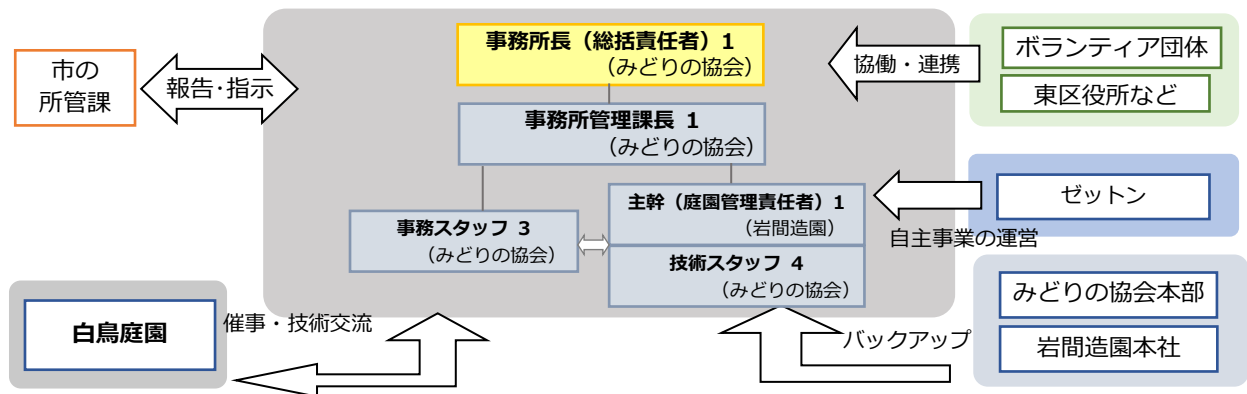 事務所長（総括責任者）1
（みどりの協会）
市の
所管課
報告・指示
協働・連携
ボランティア団体
東区役所など
事務所管理課長 1
（みどりの協会）
主幹（庭園管理責任者）1
（岩間造園）
ゼットン
自主事業の運営
事務スタッフ 3
（みどりの協会）
技術スタッフ 4
（みどりの協会）
白鳥庭園
催事・技術交流
バックアップ
みどりの協会本部
岩間造園本社